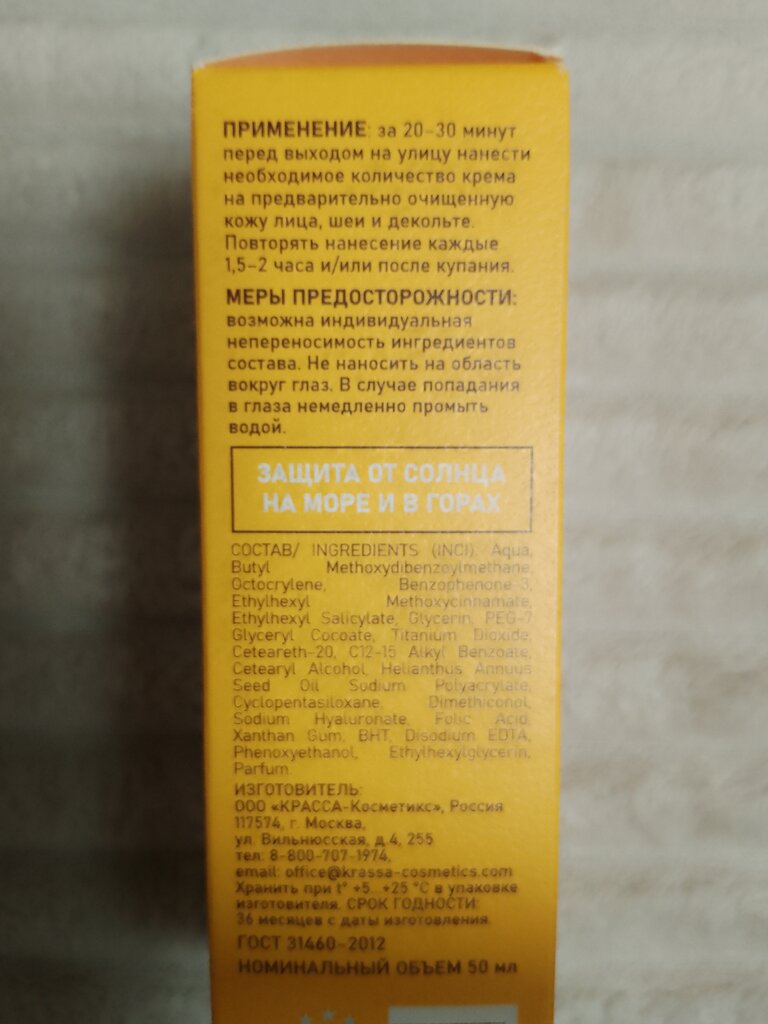 ПРИМЕНЕНИЕ: за 20–30 минут
перед выходом на улицу нанести
необходимое количество крема
на предварительно очищенную
кожу лица, шеи и декольте.
Повторять нанесение каждые
1,5–2 часа и/или после купания.
МЕРЫ ПРЕДОСТОРОЖНОСТИ:
возможна индивидуальная
непереносимость ингредиентов
состава. Не наносить на область
вокруг глаз. В случае попадания
в глаза немедленно промыть
водой.
ЗАЩИТА ОТ СОЛНЦА
НА МОРЕ И В ГОРАХ
СОСТАВ/ INGREDIENTS (INCI): Aqua,
Butyl Methoxydibenzoylmethane,
Octocrylene, Benzophenone-3,
Ethylhexyl Methoxycinnamate,
Ethylhexyl Salicylate, Glycerin, PEG-7
Glyceryl Cocoate, Titanium Dioxide,
Ceteareth-20, C12-15 Alkyl Benzoate,
Cetearyl Alcohol, Helianthus Annuus
Seed Oil, Sodium Polyacrylate,
Cyclopentasiloxane, Dimethiconol,
Sodium Hyaluronate, Folic Acid,
Xanthan Gum, BHT, Disodium EDTA,
Phenoxyethanol, Ethylhexylglycerin,
Parfum.
ИЗГОТОВИТЕЛЬ:
ООО «КРАССА-Косметикс», Россия
117574, г. Москва,
ул. Вильнюсская, д.4, 255
тел: 8-800-707-1974,
email: office@krassa-cosmetics.com
Хранить при t° +5...+25 °C в упаковке
изготовителя. СРОК ГОДНОСТИ:
36 месяцев с даты изготовления.
ГОСТ 31460-2012
НОМИНАЛЬНЫЙ ОБЪЕМ 50 мл